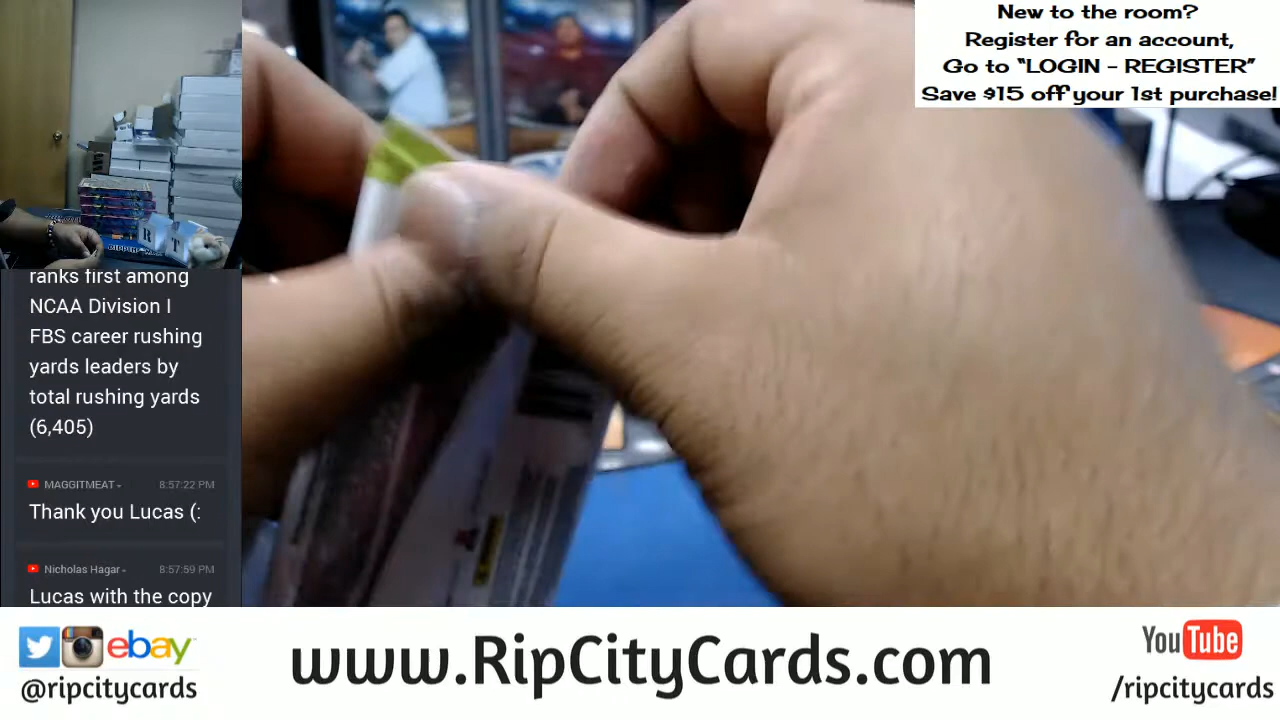 New to the room?
Register for an account,
Go to "LOGIN - REGISTER"
Save $15 off your 1st purchase!
R T
ranks first among
NCAA Division I
FBS career rushing
yards leaders by
total rushing yards
(6,405)
MAGGITMEAT
8:57:22 PM
Thank you Lucas (:
Nicholas Hagar
8:57:59 PM
Lucas with the copy
ebay
@ripcitycards
www.RipCityCards.com
YouTube
/ripcitycards